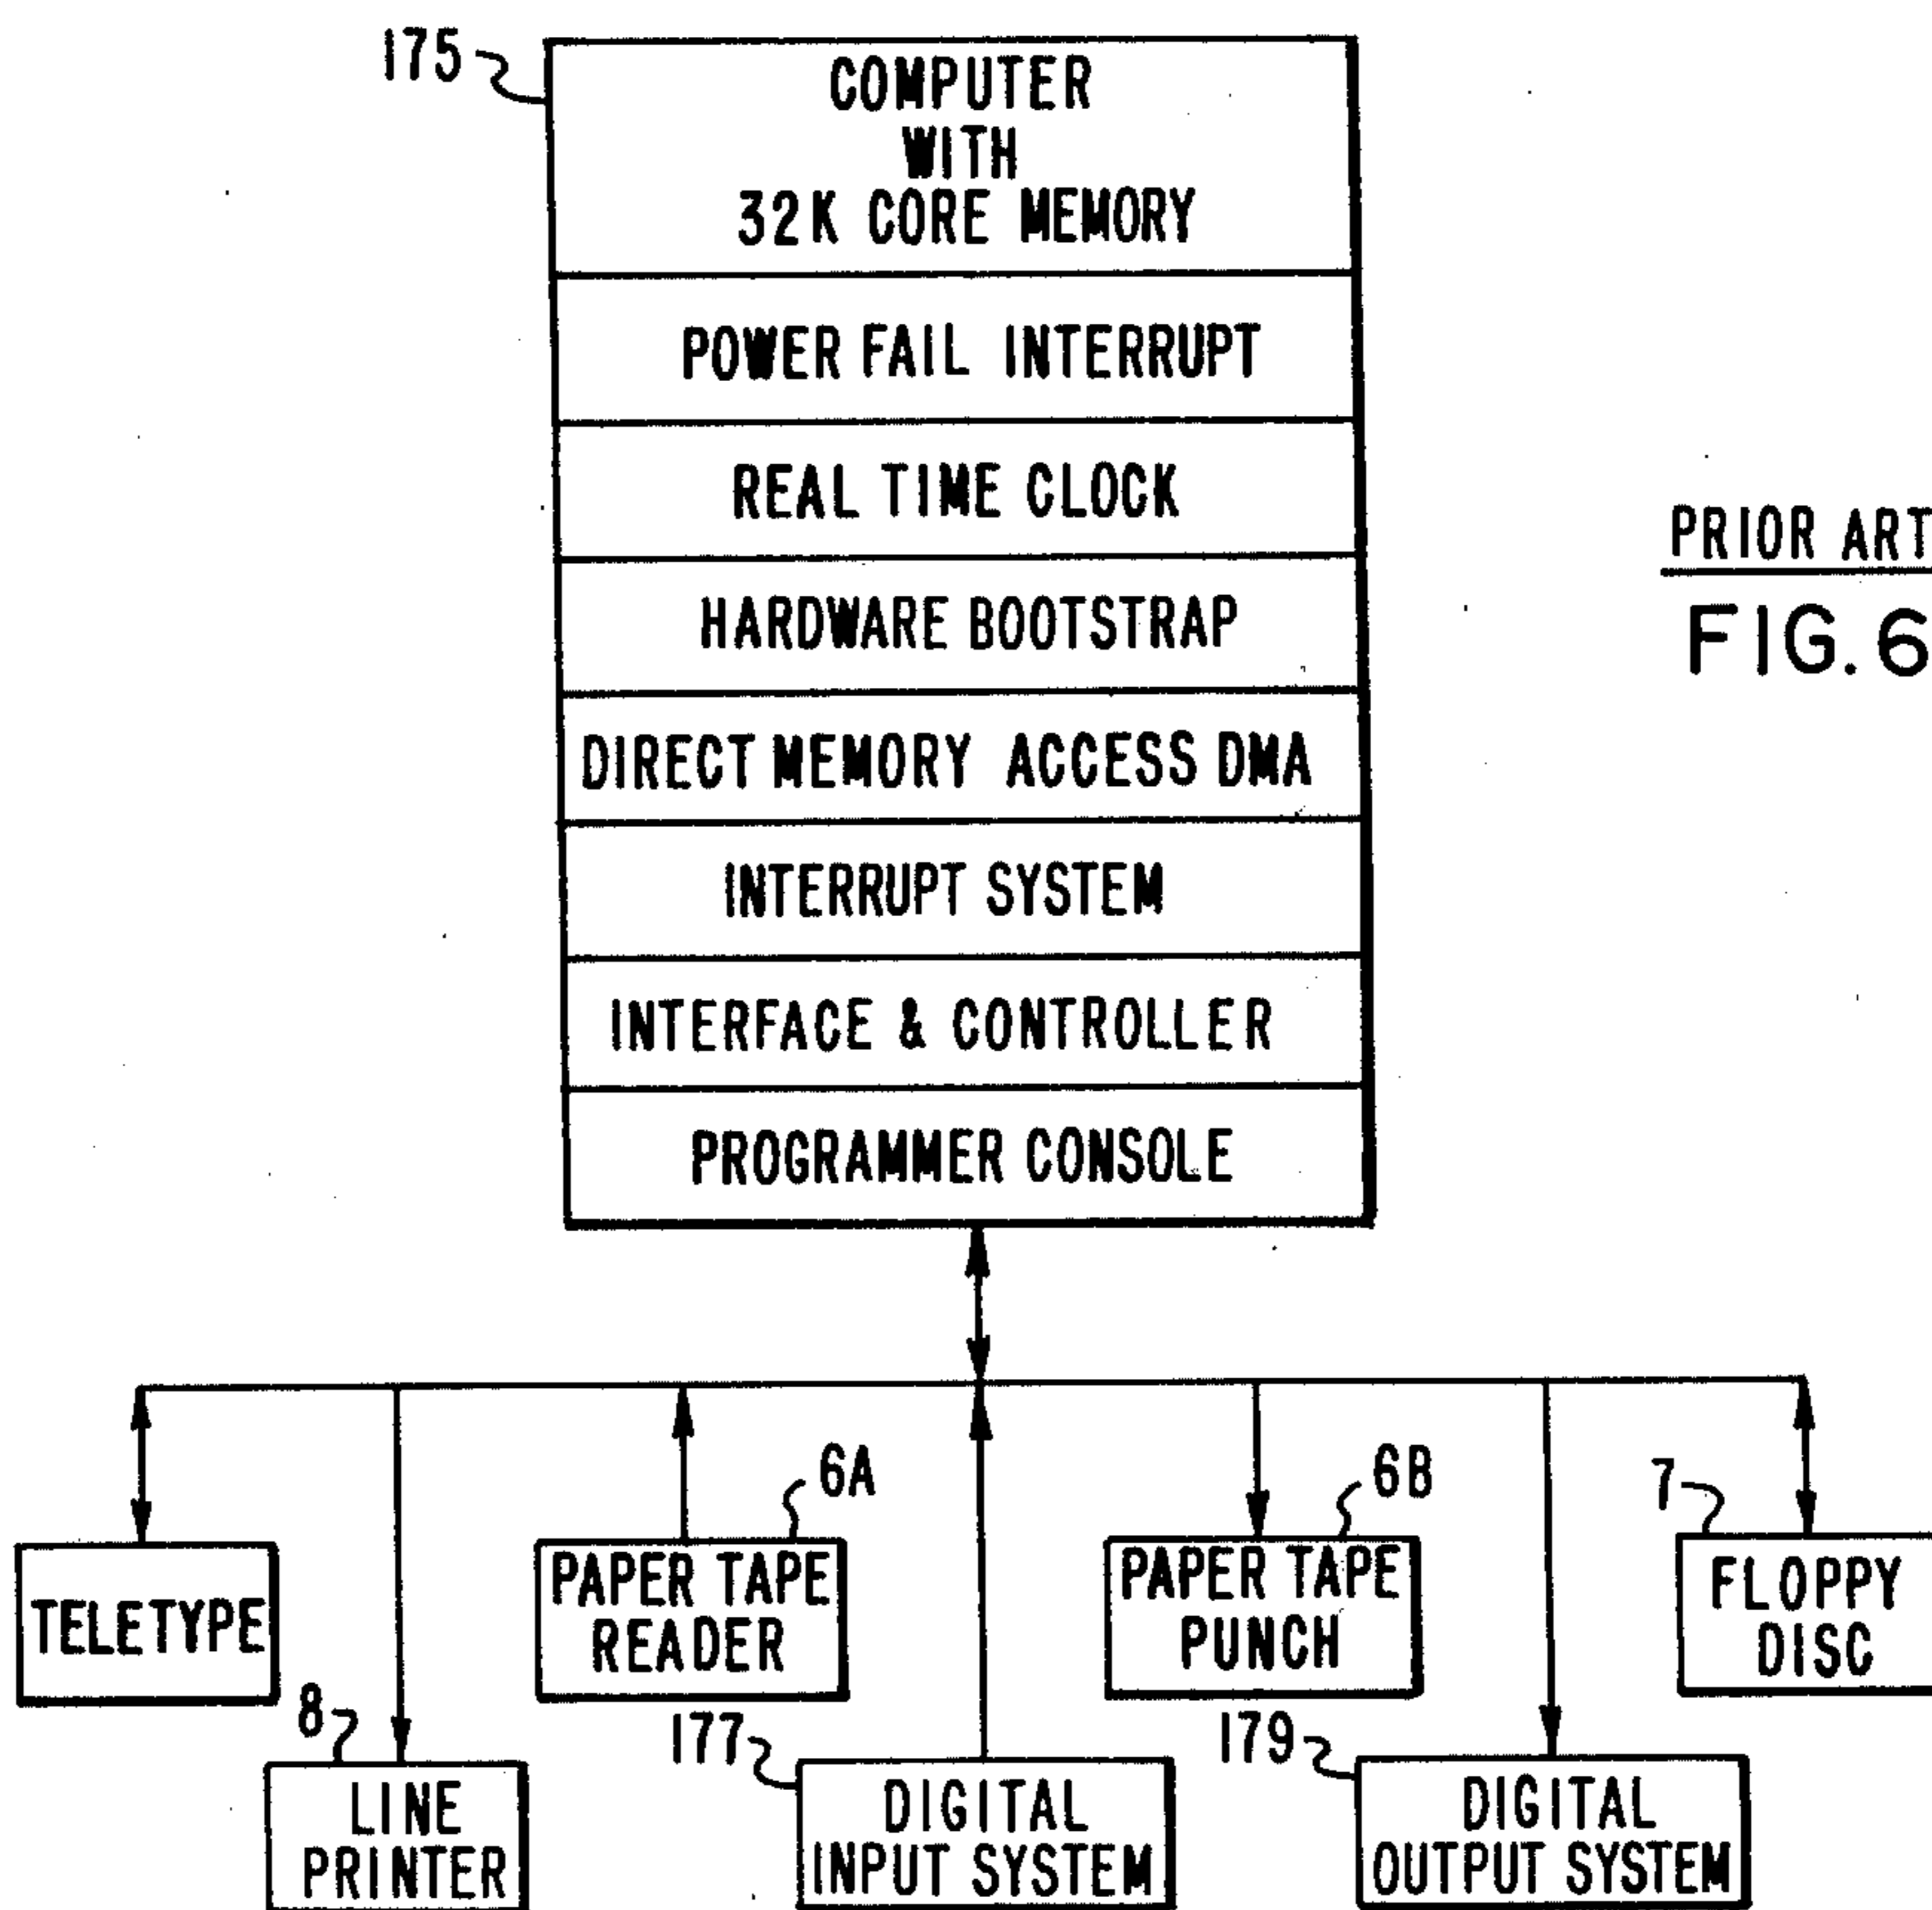 175
COMPUTER
WITH
32K CORE MEMORY
POWER FAIL INTERRUPT
REAL TIME CLOCK
HARDWARE BOOTSTRAP
DIRECT MEMORY ACCESS DMA
INTERRUPT SYSTEM
INTERFACE & CONTROLLER
PROGRAMMER CONSOLE
PRIOR ART
FIG. 6
TELETYPE
8
LINE
PRINTER
6A
PAPER TAPE
READER
177
DIGITAL
INPUT SYSTEM
6B
PAPER TAPE
PUNCH
179
DIGITAL
OUTPUT SYSTEM
7
FLOPPY
DISC